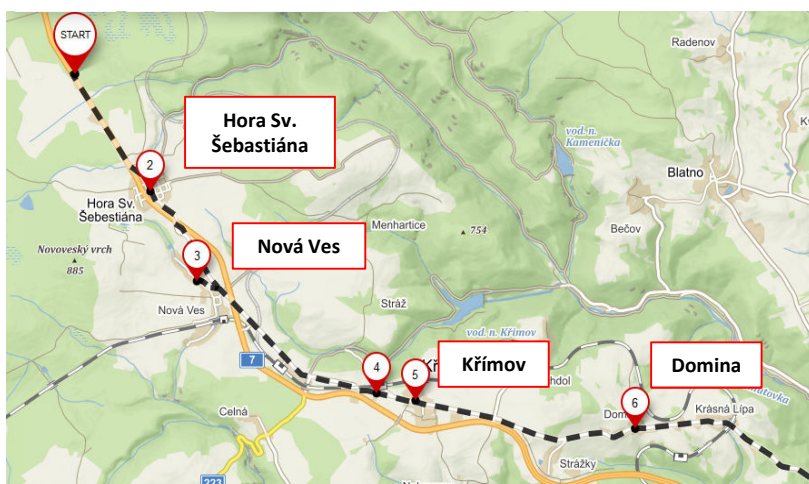 START
Radenov
Hora Sv.
Šebastiána
vod. n.
Kamenička
2
Blatno
Hora Sv.
Šebestiána
Menhartice
754
Bečov
Nová Ves
Novoveský vrch
885
3
Stráž
Nová Ves
vod. n. Křímov
7
Křímov
Domina
4
5
6
Krásná Lípa
Celná
Strážky
223